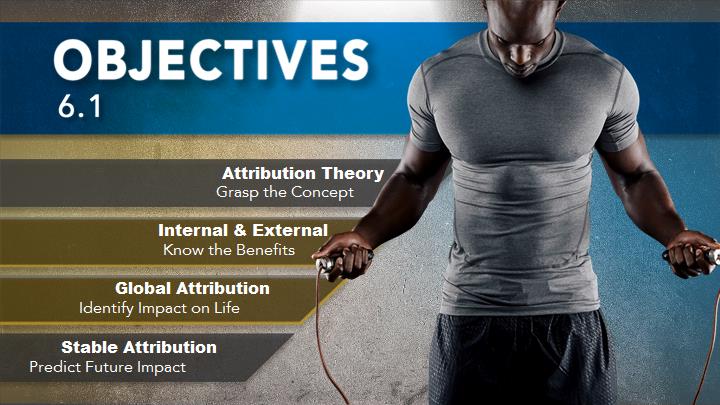 OBJECTIVES
6.1
Attribution Theory
Grasp the Concept
Internal & External
Know the Benefits
Global Attribution
Identify Impact on Life
Stable Attribution
Predict Future Impact